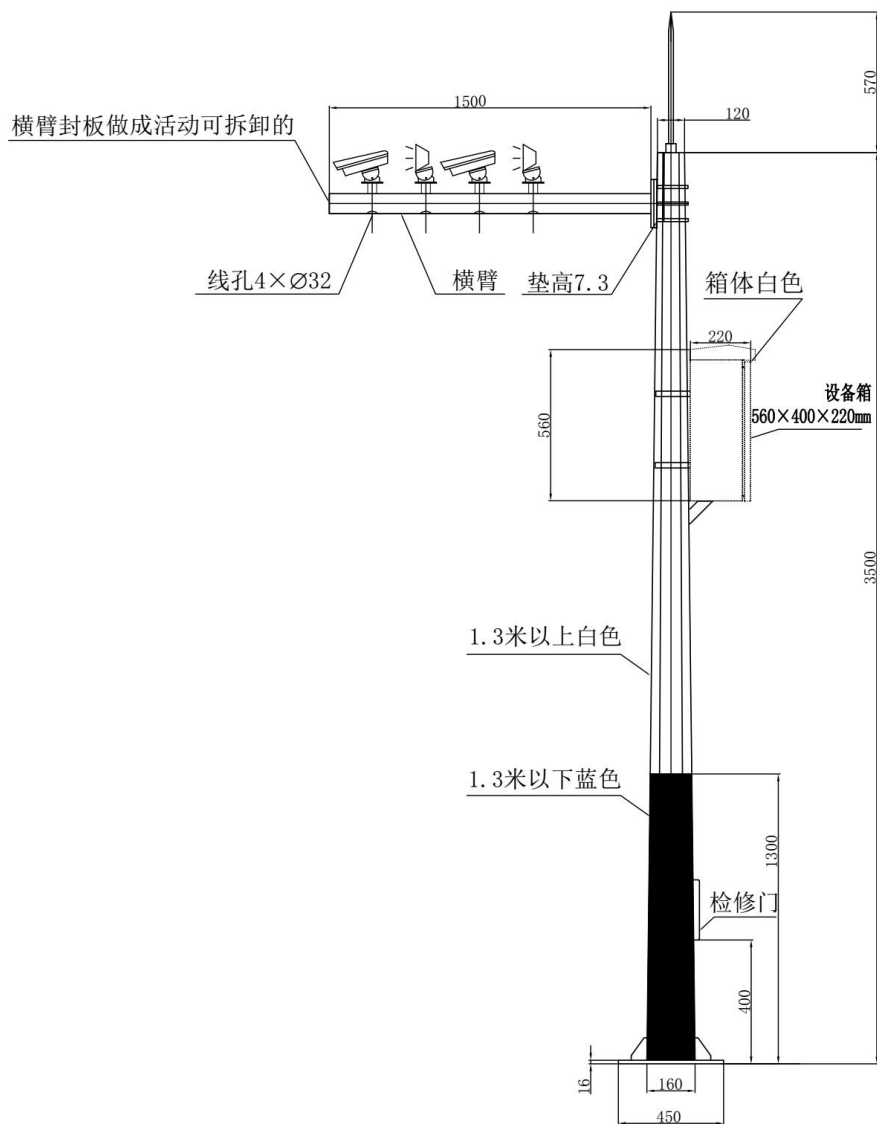 570
1500
120
横臂封板做成活动可拆卸的
线孔4×Ø32
横臂
垫高7.3
箱体白色
220
设备箱
560×400×220mm
560
3500
1.3米以上白色
1.3米以下蓝色
1300
检修门
400
16
160
450